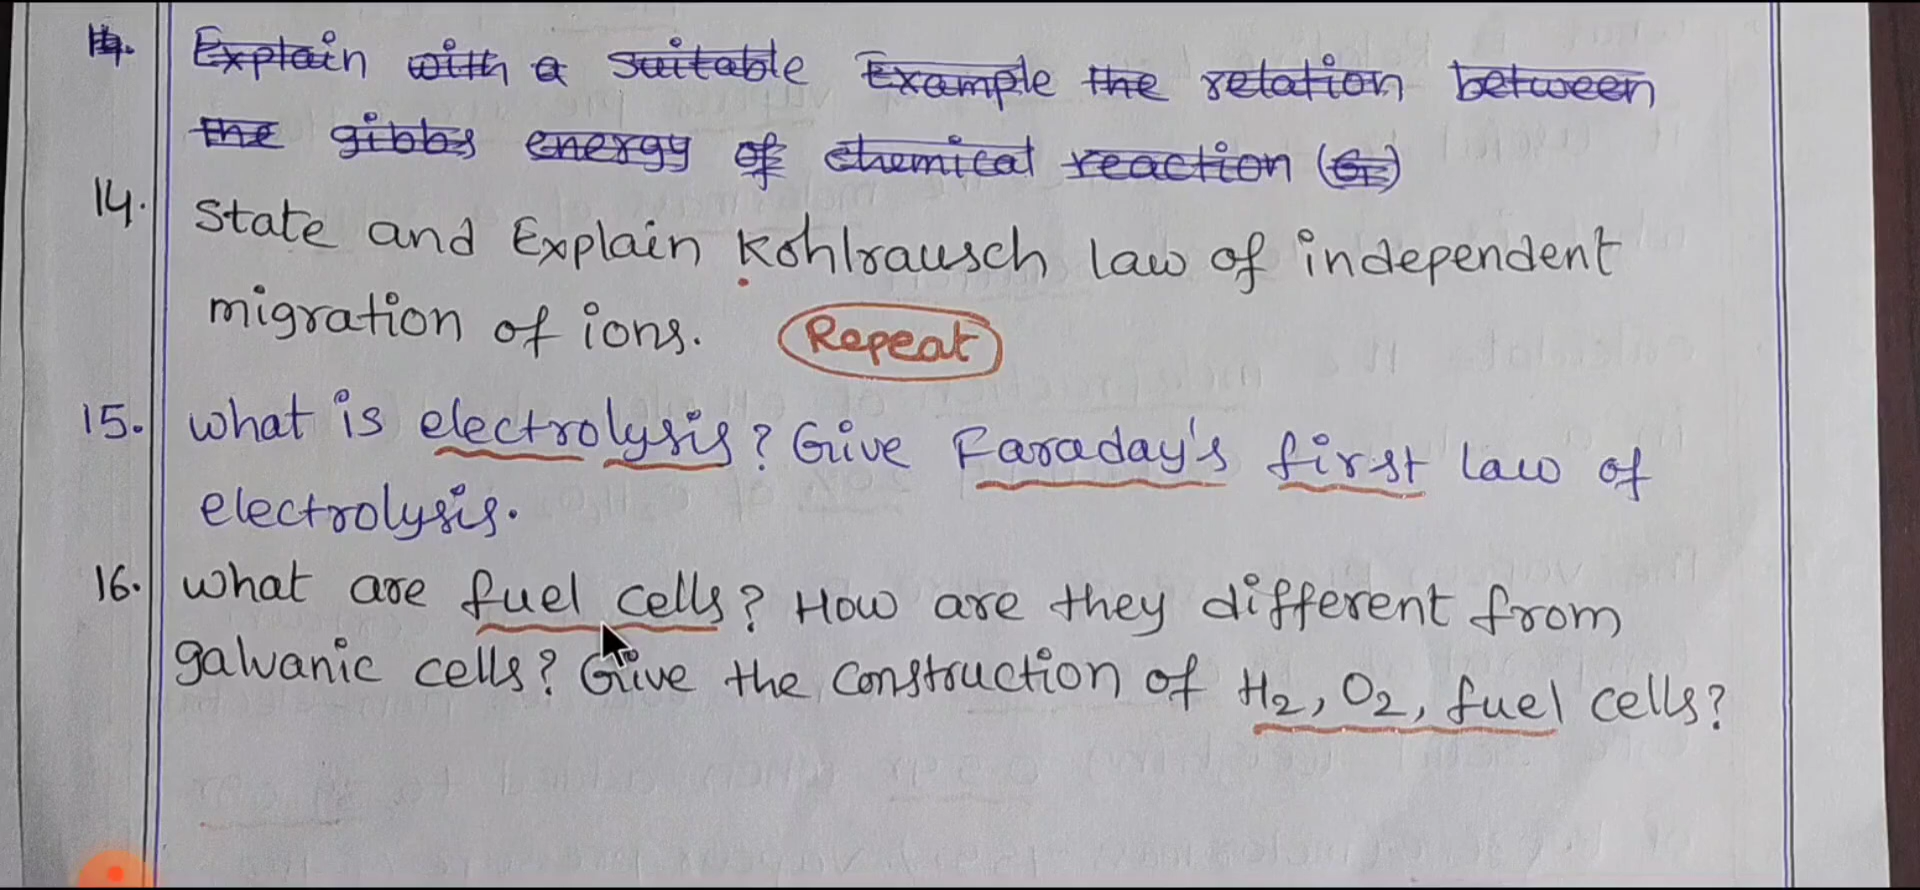 14. Explain with a suitable Example the relation between
the gibbs energy of chemical reaction (G)
14. State and Explain Kohlrausch law of independent
migration of ions. Repeat
15. what is electrolysis? Give Faraday's first law of
electrolysis.
16. what are fuel cells? How are they different from
galvanic cells? Give the construction of H2, O2, fuel cells?